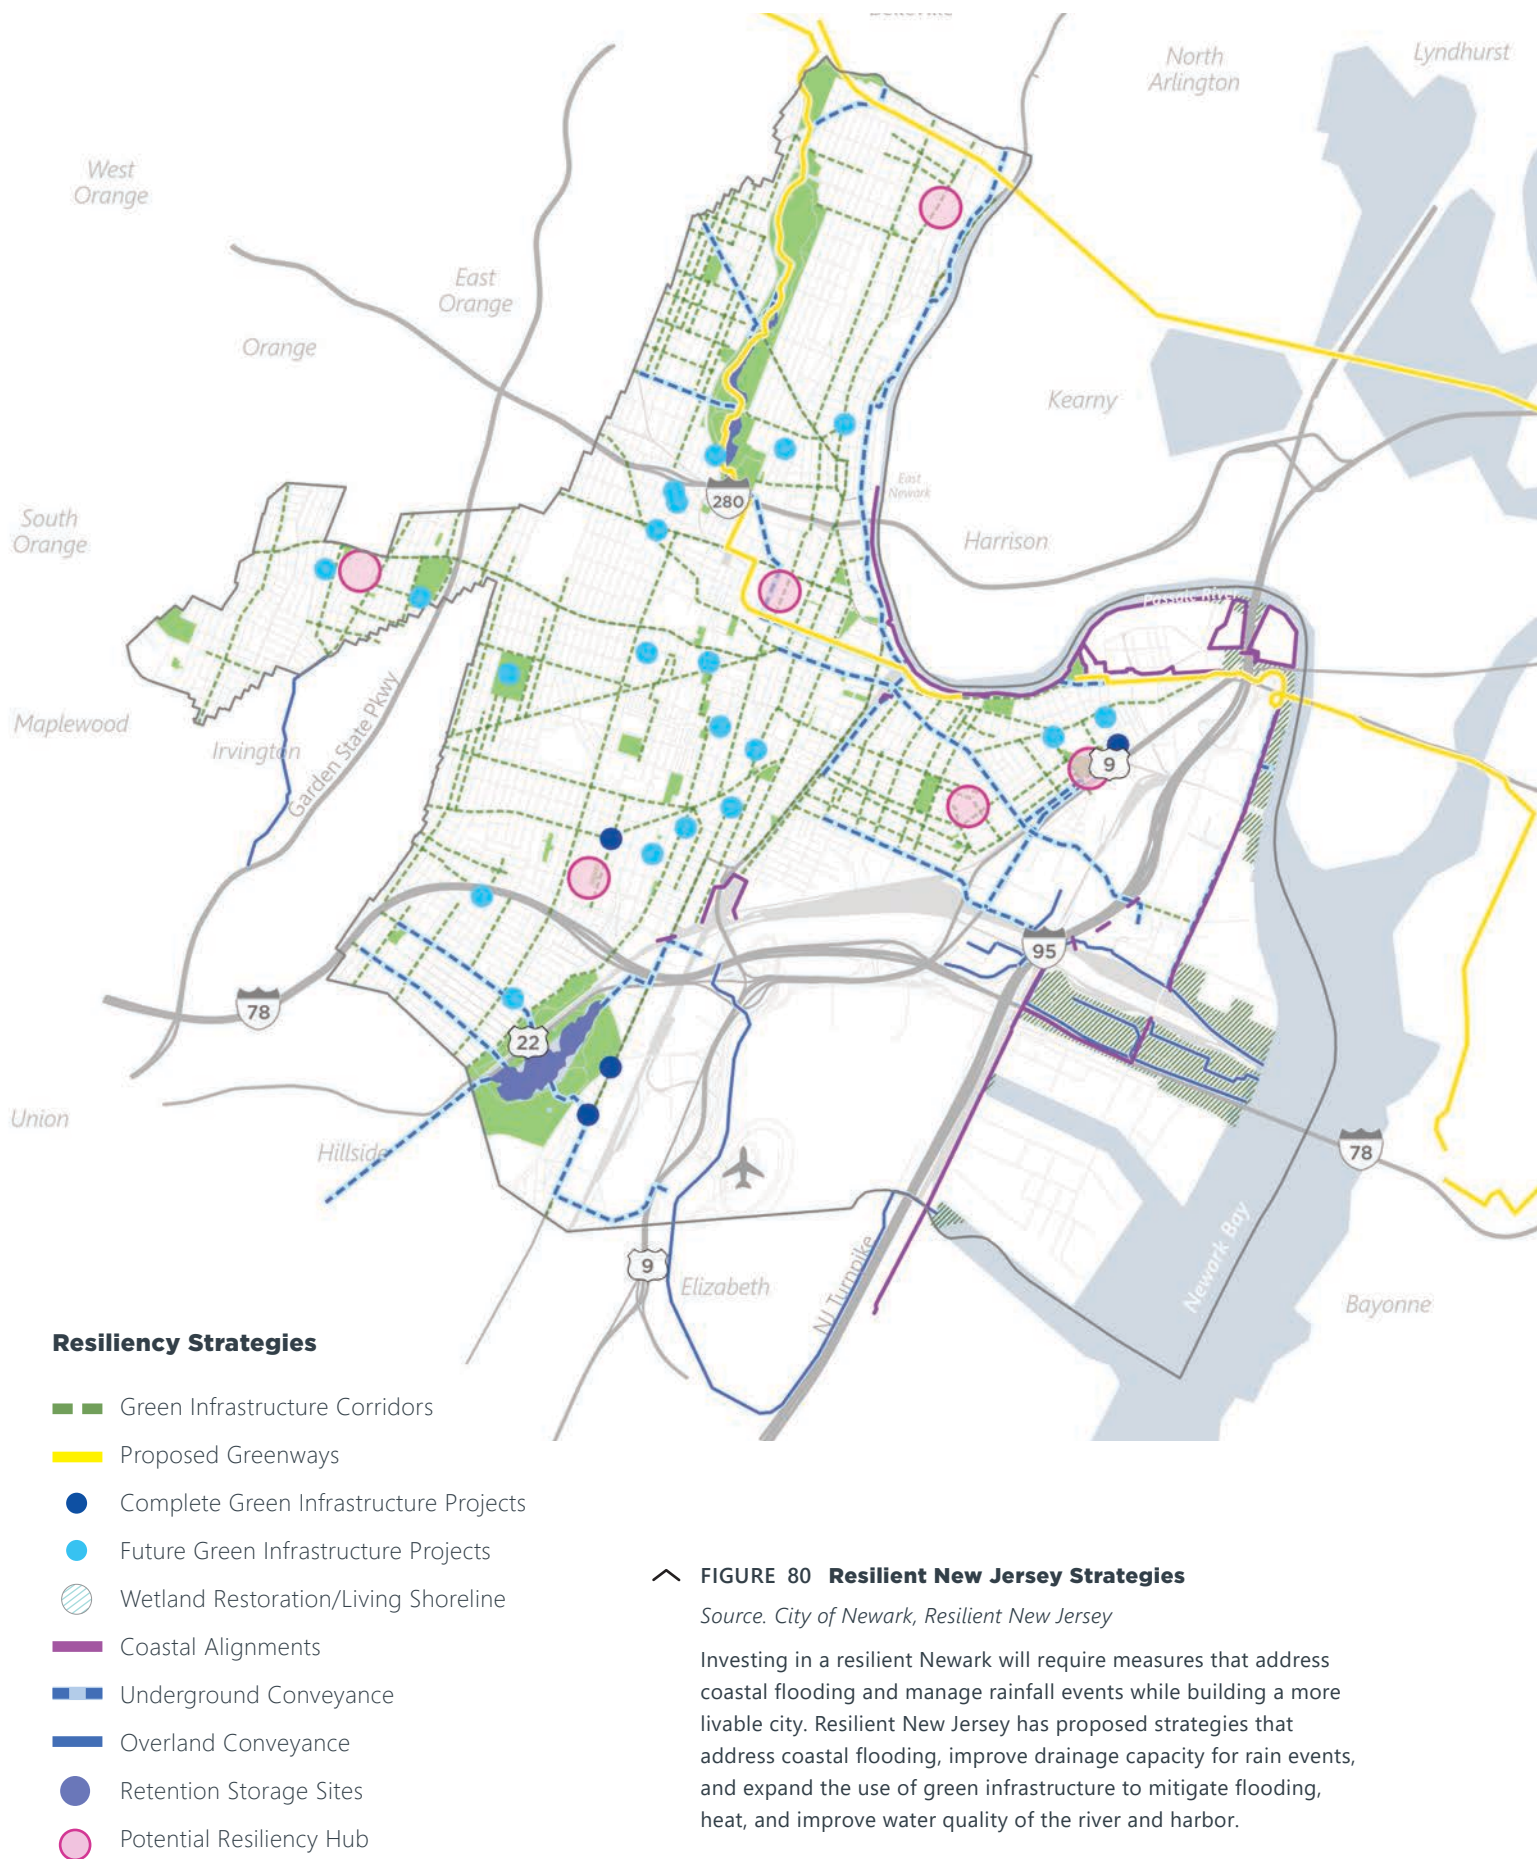 Belleville
North
Arlington
Lyndhurst
West
Orange
East
Orange
Orange
Kearny
East
Newark
280
South
Orange
Harrison
Passaic River
Maplewood
Irvington
Garden State Pkwy
9
95
78
22
Union
Hillside
78
9
Elizabeth
NJ Turnpike
Newark Bay
Bayonne
Resiliency Strategies
Green Infrastructure Corridors
Proposed Greenways
Complete Green Infrastructure Projects
Future Green Infrastructure Projects
Wetland Restoration/Living Shoreline
Coastal Alignments
Underground Conveyance
Overland Conveyance
Retention Storage Sites
Potential Resiliency Hub
FIGURE 80 Resilient New Jersey Strategies
Source. City of Newark, Resilient New Jersey
Investing in a resilient Newark will require measures that address
coastal flooding and manage rainfall events while building a more
livable city. Resilient New Jersey has proposed strategies that
address coastal flooding, improve drainage capacity for rain events,
and expand the use of green infrastructure to mitigate flooding,
heat, and improve water quality of the river and harbor.